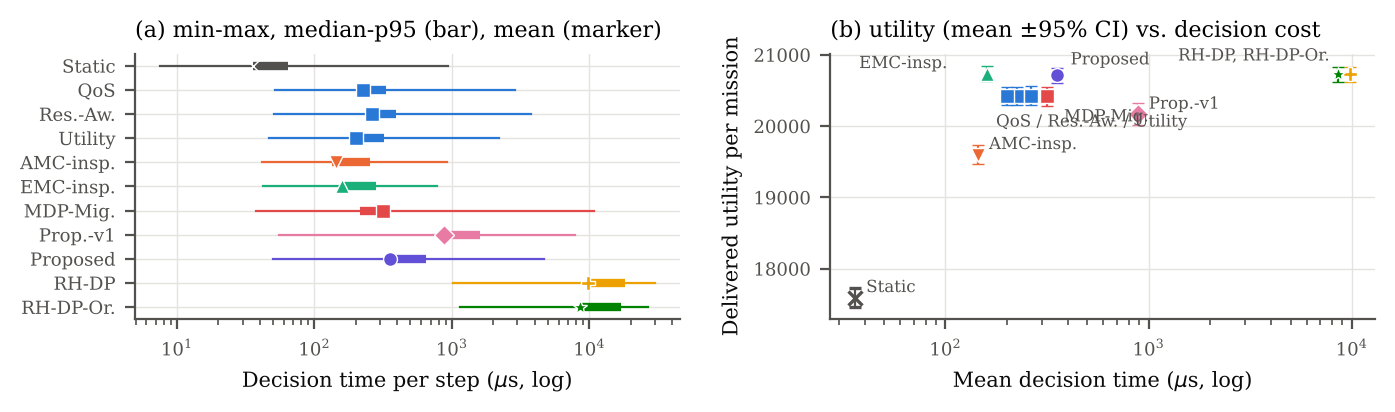 (a) min-max, median-p95 (bar), mean (marker)
Static
QoS
Res.-Aw.
Utility
AMC-insp.
EMC-insp.
MDP-Mig.
Prop.-v1
Proposed
RH-DP
RH-DP-Or.
10¹ 10² 10³ 10⁴
Decision time per step (μs, log)
(b) utility (mean ±95% CI) vs. decision cost
Delivered utility per mission
21000
20000
19000
18000
EMC-insp.
Proposed
RH-DP, RH-DP-Or.
Prop.-v1
MDP-Mig.
QoS / Res.-Aw. / Utility
AMC-insp.
Static
10² 10³ 10⁴
Mean decision time (μs, log)